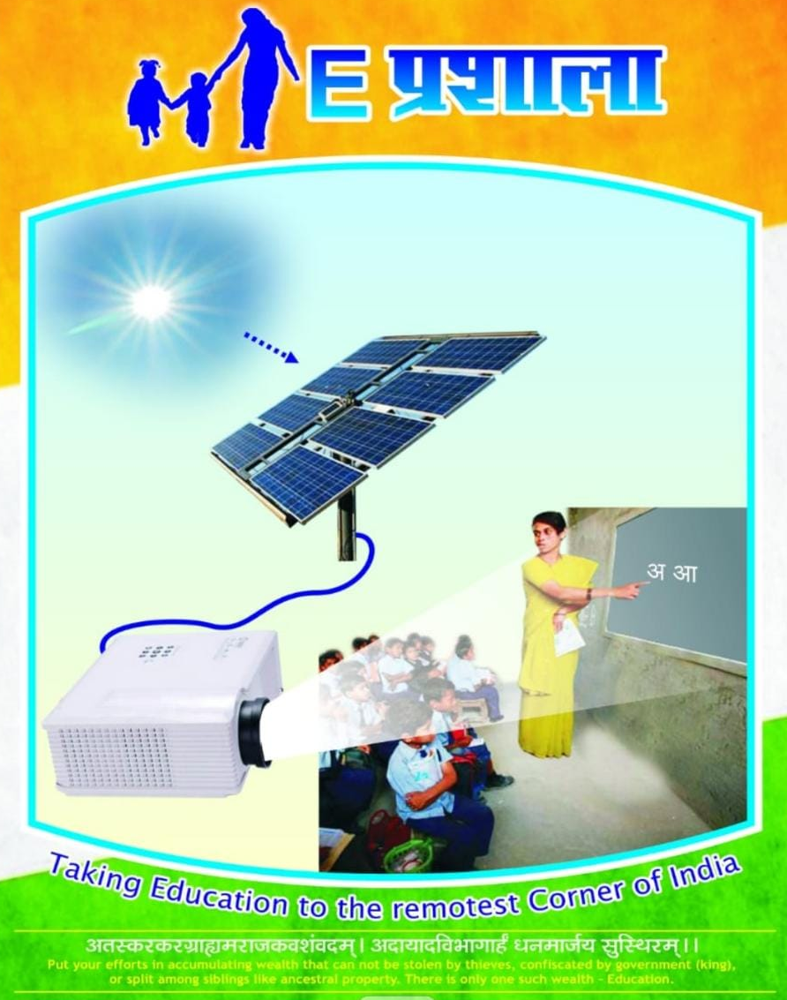 E प्रशाला
अ आ
Taking Education to the remotest Corner of India
अतस्करकरग्राह्यमराजकवशंवदम्। अदायादविभागार्हं धनमार्जय सुस्थिरम्।।
Put your efforts in accumulating wealth that can not be stolen by thieves, confiscated by government (king),
or split among siblings like ancestral property. There is only one such wealth - Education.